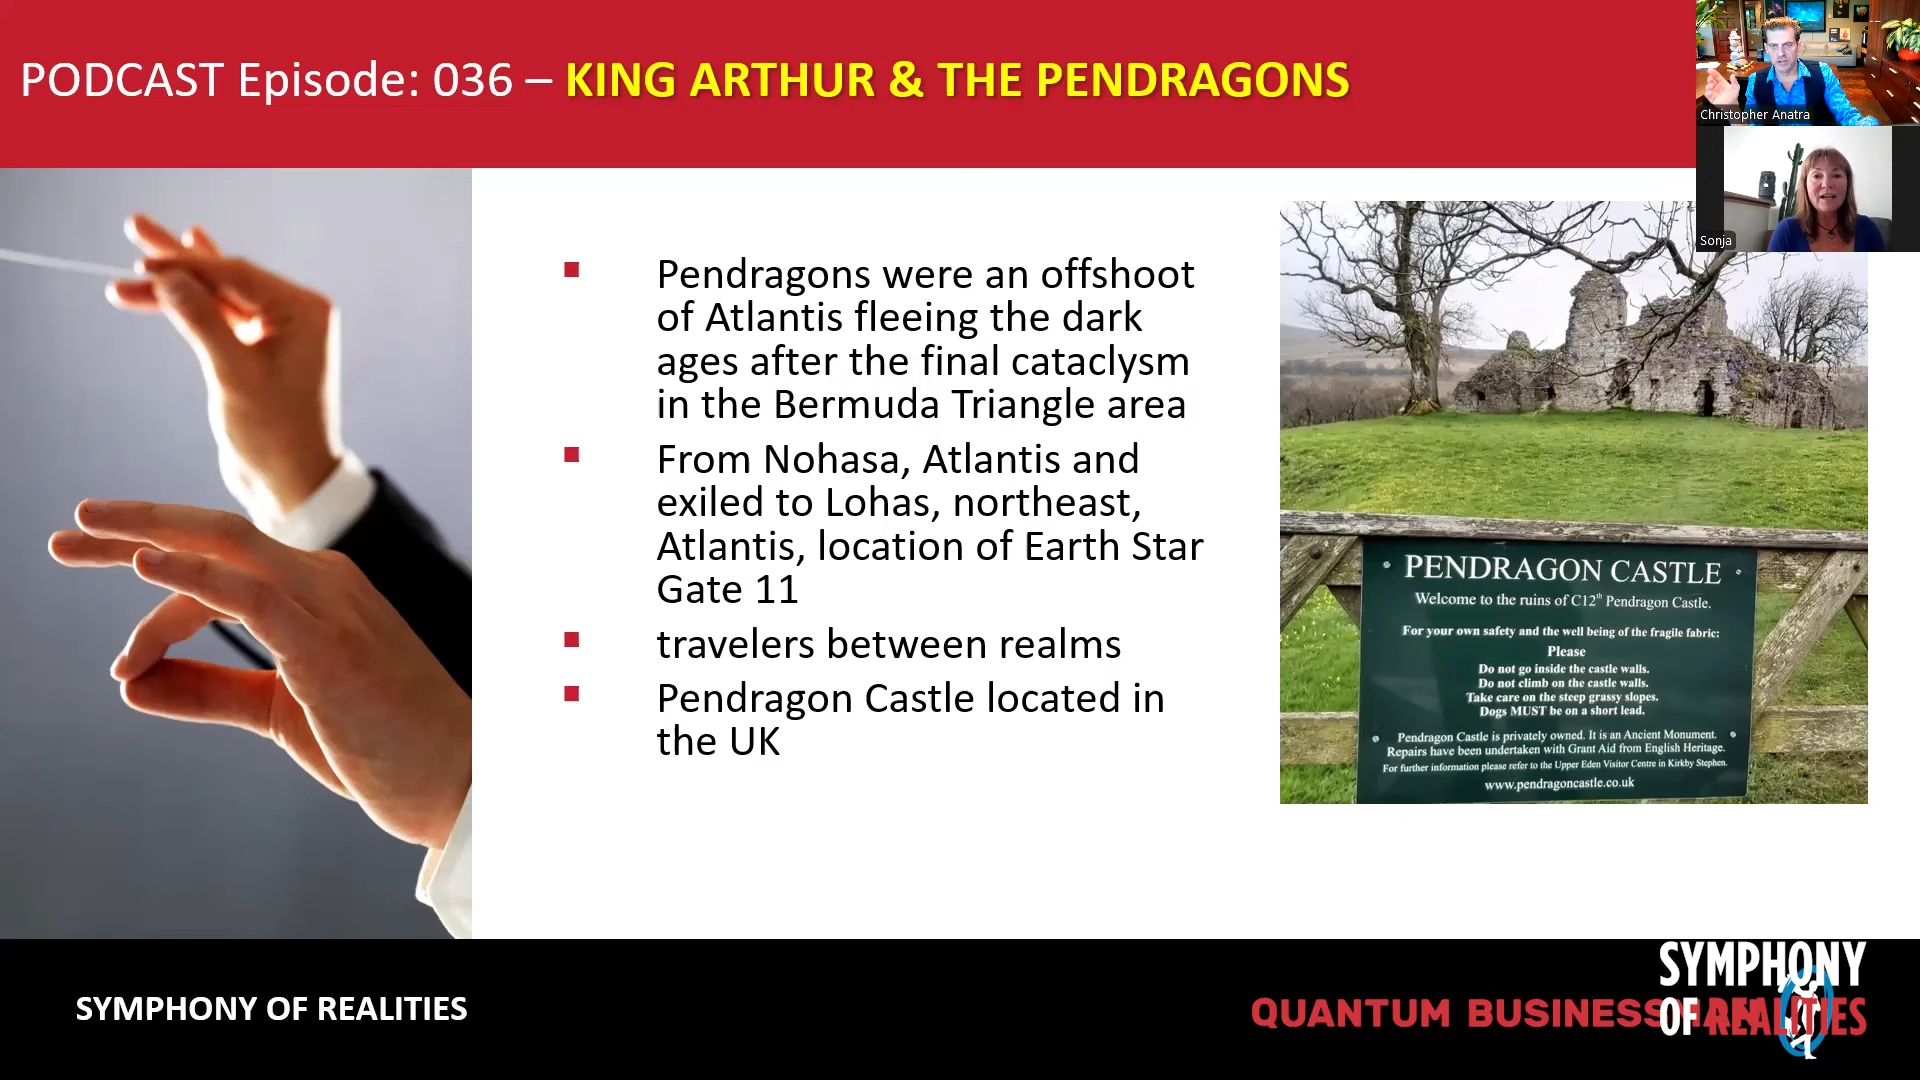 PODCAST Episode: 036 – KING ARTHUR & THE PENDRAGONS
Christopher Anatra
Sonja
Pendragons were an offshoot
of Atlantis fleeing the dark
ages after the final cataclysm
in the Bermuda Triangle area
From Nohasa, Atlantis and
exiled to Lohas, northeast,
Atlantis, location of Earth Star
Gate 11
travelers between realms
Pendragon Castle located in
the UK
PENDRAGON CASTLE
Welcome to the ruins of C12th Pendragon Castle.
For your own safety and the well being of the fragile fabric:
Please
Do not go inside the castle walls.
Do not climb on the castle walls.
Take care on the steep grassy slopes.
Dogs MUST be on a short lead.
Pendragon Castle is privately owned. It is an Ancient Monument.
Repairs have been undertaken with Grant Aid from English Heritage.
For further information please refer to the Upper Eden Visitor Centre in Kirkby Stephen.
www.pendragoncastle.co.uk
SYMPHONY OF REALITIES
QUANTUM BUSINESS
SYMPHONY
OF REALITIES